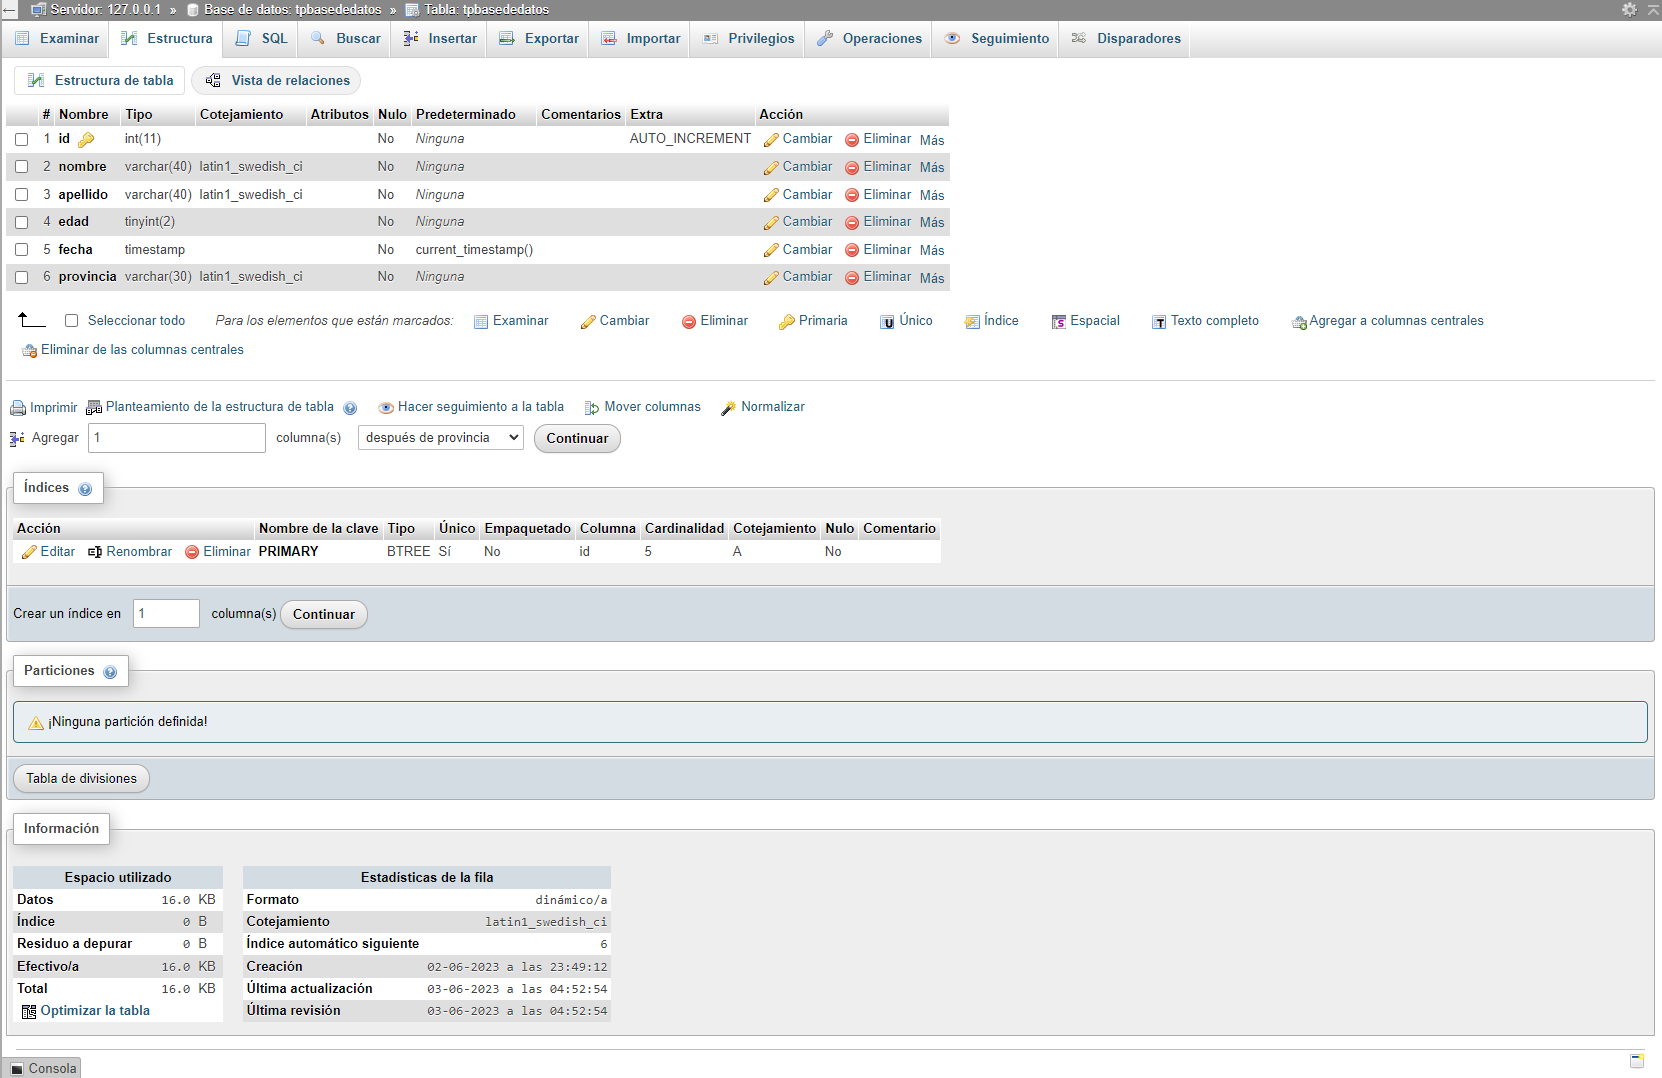 Servidor: 127.0.0.1 » Base de datos: tpbasededatos » Tabla: tpbasededatos
Examinar Estructura SQL Buscar Insertar Exportar Importar Privilegios Operaciones Seguimiento Disparadores
Estructura de tabla Vista de relaciones
# Nombre Tipo Cotejamiento Atributos Nulo Predeterminado Comentarios Extra Acción
1 id int(11) No Ninguna AUTO_INCREMENT Cambiar Eliminar Más
2 nombre varchar(40) latin1_swedish_ci No Ninguna Cambiar Eliminar Más
3 apellido varchar(40) latin1_swedish_ci No Ninguna Cambiar Eliminar Más
4 edad tinyint(2) No Ninguna Cambiar Eliminar Más
5 fecha timestamp No current_timestamp() Cambiar Eliminar Más
6 provincia varchar(30) latin1_swedish_ci No Ninguna Cambiar Eliminar Más
Seleccionar todo Para los elementos que están marcados: Examinar Cambiar Eliminar Primaria Único Índice Espacial Texto completo Agregar a columnas centrales
Eliminar de las columnas centrales
Imprimir Planteamiento de la estructura de tabla Hacer seguimiento a la tabla Mover columnas Normalizar
Agregar 1 columna(s) después de provincia Continuar
Índices
Acción Nombre de la clave Tipo Único Empaquetado Columna Cardinalidad Cotejamiento Nulo Comentario
Editar Renombrar Eliminar PRIMARY BTREE Sí No id 5 A No
Crear un índice en 1 columna(s) Continuar
Particiones
¡Ninguna partición definida!
Tabla de divisiones
Información
Espacio utilizado Estadísticas de la fila
Datos 16.0 KB Formato dinámico/a
Índice 0 B Cotejamiento latin1_swedish_ci
Residuo a depurar 0 B Índice automático siguiente 6
Efectivo/a 16.0 KB Creación 02-06-2023 a las 23:49:12
Total 16.0 KB Última actualización 03-06-2023 a las 04:52:54
Optimizar la tabla Última revisión 03-06-2023 a las 04:52:54
Consola